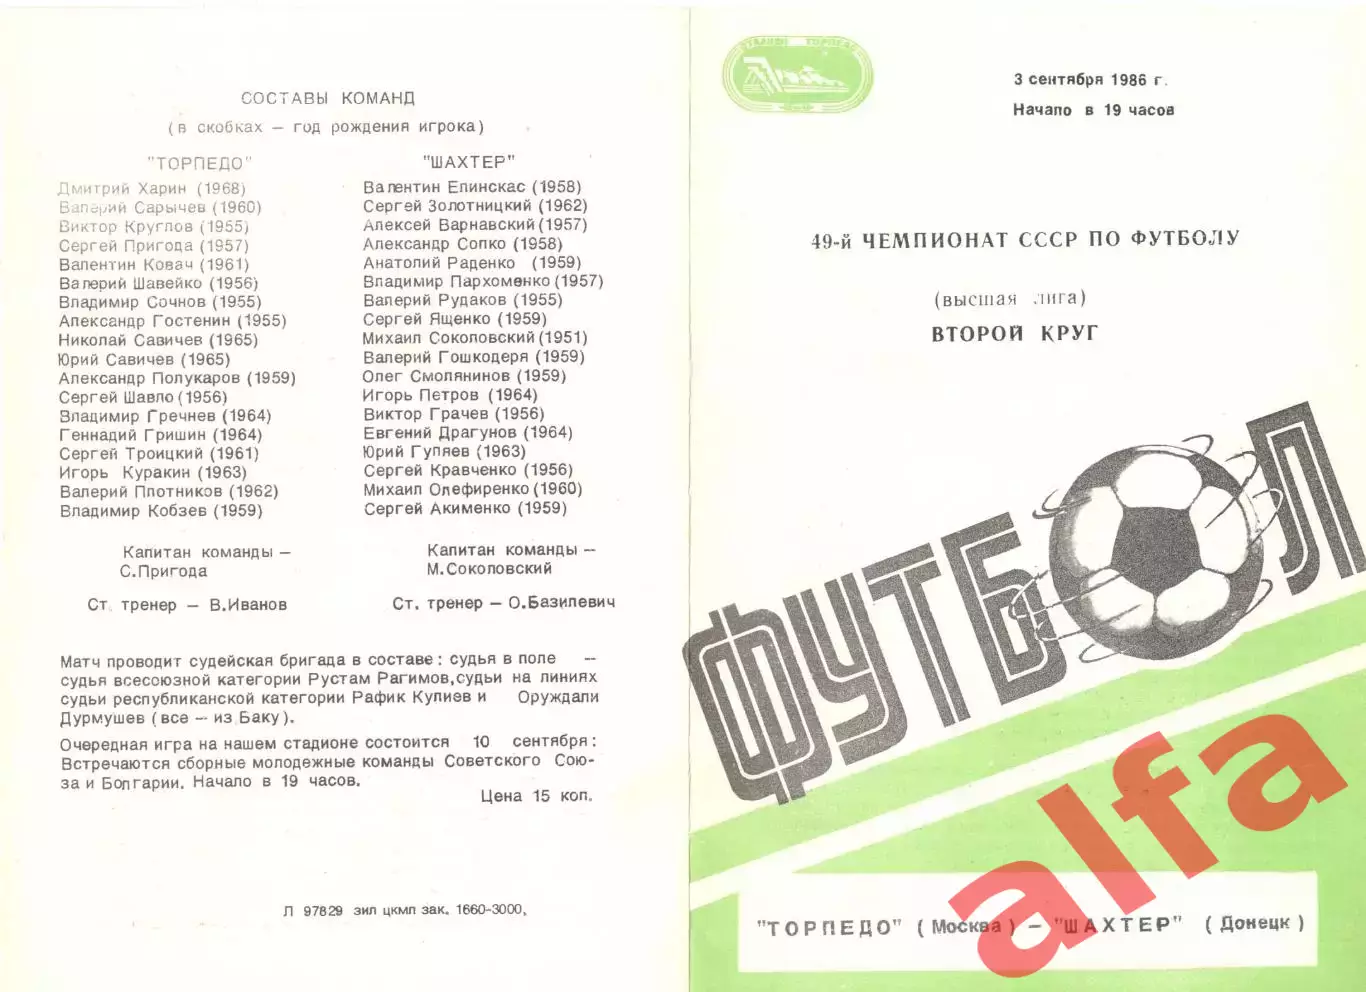 СОСТАВЫ КОМАНД
(в скобках – год рождения игрока)
"ТОРПЕДО"
Дмитрий Харин (1968)
Валерий Сарычев (1960)
Виктор Круглов (1955)
Сергей Пригода (1957)
Валентин Ковач (1961)
Валерий Шавейко (1956)
Владимир Сочнов (1955)
Александр Гостенин (1955)
Николай Савичев (1965)
Юрий Савичев (1965)
Александр Полукаров (1959)
Сергей Шавло (1956)
Владимир Гречнев (1964)
Геннадий Гришин (1964)
Сергей Троицкий (1961)
Игорь Куракин (1963)
Валерий Плотников (1962)
Владимир Кобзев (1959)
Капитан команды –
С.Пригода
Ст. тренер – В.Иванов
"ШАХТЕР"
Валентин Елинскас (1958)
Сергей Золотницкий (1962)
Алексей Варнавский (1957)
Александр Сопко (1958)
Анатолий Раденко (1959)
Владимир Пархоменко (1957)
Валерий Рудаков (1955)
Сергей Ященко (1959)
Михаил Соколовский (1951)
Валерий Гошкодеря (1959)
Олег Смолянинов (1959)
Игорь Петров (1964)
Виктор Грачев (1956)
Евгений Драгунов (1964)
Юрий Гуляев (1963)
Сергей Кравченко (1956)
Михаил Олефиренко (1960)
Сергей Акименко (1959)
Капитан команды –
М.Соколовский
Ст. тренер – О.Базилевич
Матч проводит судейская бригада в составе: судья в поле –
судья всесоюзной категории Рустам Рагимов, судьи на линиях
судьи республиканской категории Рафик Кулиев и Оруждали
Дурмушев (все – из Баку).
Очередная игра на нашем стадионе состоится 10 сентября:
Встречаются сборные молодежные команды Советского Сою-
за и Болгарии. Начало в 19 часов.
Цена 15 коп.
Л 97829 зил цкмп зак. 1660-3000.
3 сентября 1986 г.
Начало в 19 часов
49-й ЧЕМПИОНАТ СССР ПО ФУТБОЛУ
(высшая лига)
ВТОРОЙ КРУГ
ФУТБОЛ
alfa
"ТОРПЕДО" (Москва) – "ШАХТЕР" (Донецк)